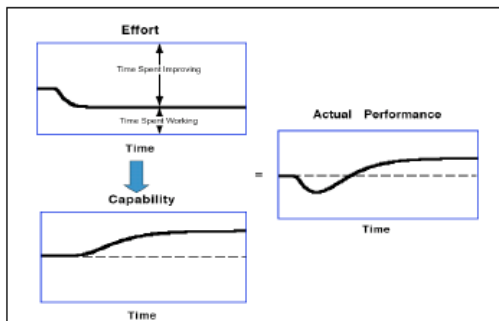 Effort
Time Spent Improving
Time Spent Working
Time
Capability
Time
=
Actual Performance
Time